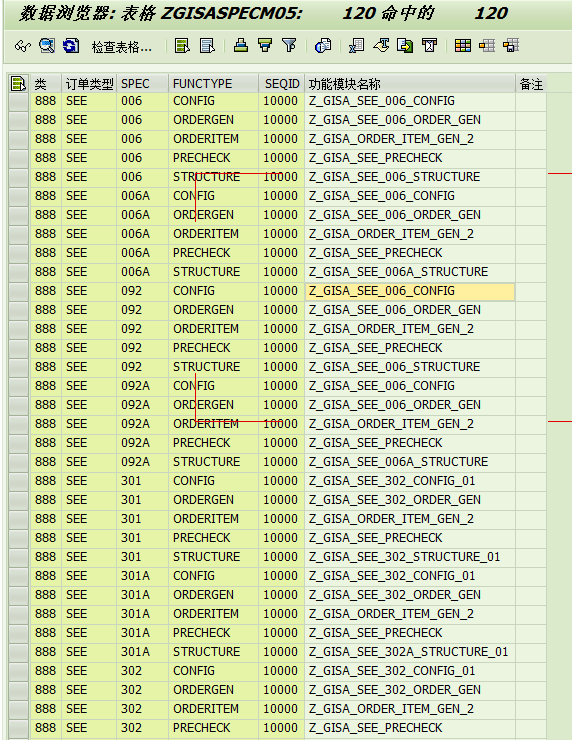 数据浏览器: 表格 ZGISASPECM05: 120 命中的 120
检查表格...
类 订单类型 SPEC FUNCTYPE SEQID 功能模块名称 备注
888 SEE 006 CONFIG 10000 Z_GISA_SEE_006_CONFIG
888 SEE 006 ORDERGEN 10000 Z_GISA_SEE_006_ORDER_GEN
888 SEE 006 ORDERITEM 10000 Z_GISA_ORDER_ITEM_GEN_2
888 SEE 006 PRECHECK 10000 Z_GISA_SEE_PRECHECK
888 SEE 006 STRUCTURE 10000 Z_GISA_SEE_006_STRUCTURE
888 SEE 006A CONFIG 10000 Z_GISA_SEE_006_CONFIG
888 SEE 006A ORDERGEN 10000 Z_GISA_SEE_006_ORDER_GEN
888 SEE 006A ORDERITEM 10000 Z_GISA_ORDER_ITEM_GEN_2
888 SEE 006A PRECHECK 10000 Z_GISA_SEE_PRECHECK
888 SEE 006A STRUCTURE 10000 Z_GISA_SEE_006A_STRUCTURE
888 SEE 092 CONFIG 10000 Z_GISA_SEE_006_CONFIG
888 SEE 092 ORDERGEN 10000 Z_GISA_SEE_006_ORDER_GEN
888 SEE 092 ORDERITEM 10000 Z_GISA_ORDER_ITEM_GEN_2
888 SEE 092 PRECHECK 10000 Z_GISA_SEE_PRECHECK
888 SEE 092 STRUCTURE 10000 Z_GISA_SEE_006_STRUCTURE
888 SEE 092A CONFIG 10000 Z_GISA_SEE_006_CONFIG
888 SEE 092A ORDERGEN 10000 Z_GISA_SEE_006_ORDER_GEN
888 SEE 092A ORDERITEM 10000 Z_GISA_ORDER_ITEM_GEN_2
888 SEE 092A PRECHECK 10000 Z_GISA_SEE_PRECHECK
888 SEE 092A STRUCTURE 10000 Z_GISA_SEE_006A_STRUCTURE
888 SEE 301 CONFIG 10000 Z_GISA_SEE_302_CONFIG_01
888 SEE 301 ORDERGEN 10000 Z_GISA_SEE_302_ORDER_GEN
888 SEE 301 ORDERITEM 10000 Z_GISA_ORDER_ITEM_GEN_2
888 SEE 301 PRECHECK 10000 Z_GISA_SEE_PRECHECK
888 SEE 301 STRUCTURE 10000 Z_GISA_SEE_302_STRUCTURE_01
888 SEE 301A CONFIG 10000 Z_GISA_SEE_302_CONFIG_01
888 SEE 301A ORDERGEN 10000 Z_GISA_SEE_302_ORDER_GEN
888 SEE 301A ORDERITEM 10000 Z_GISA_ORDER_ITEM_GEN_2
888 SEE 301A PRECHECK 10000 Z_GISA_SEE_PRECHECK
888 SEE 301A STRUCTURE 10000 Z_GISA_SEE_302A_STRUCTURE_01
888 SEE 302 CONFIG 10000 Z_GISA_SEE_302_CONFIG_01
888 SEE 302 ORDERGEN 10000 Z_GISA_SEE_302_ORDER_GEN
888 SEE 302 ORDERITEM 10000 Z_GISA_ORDER_ITEM_GEN_2
888 SEE 302 PRECHECK 10000 Z_GISA_SEE_PRECHECK